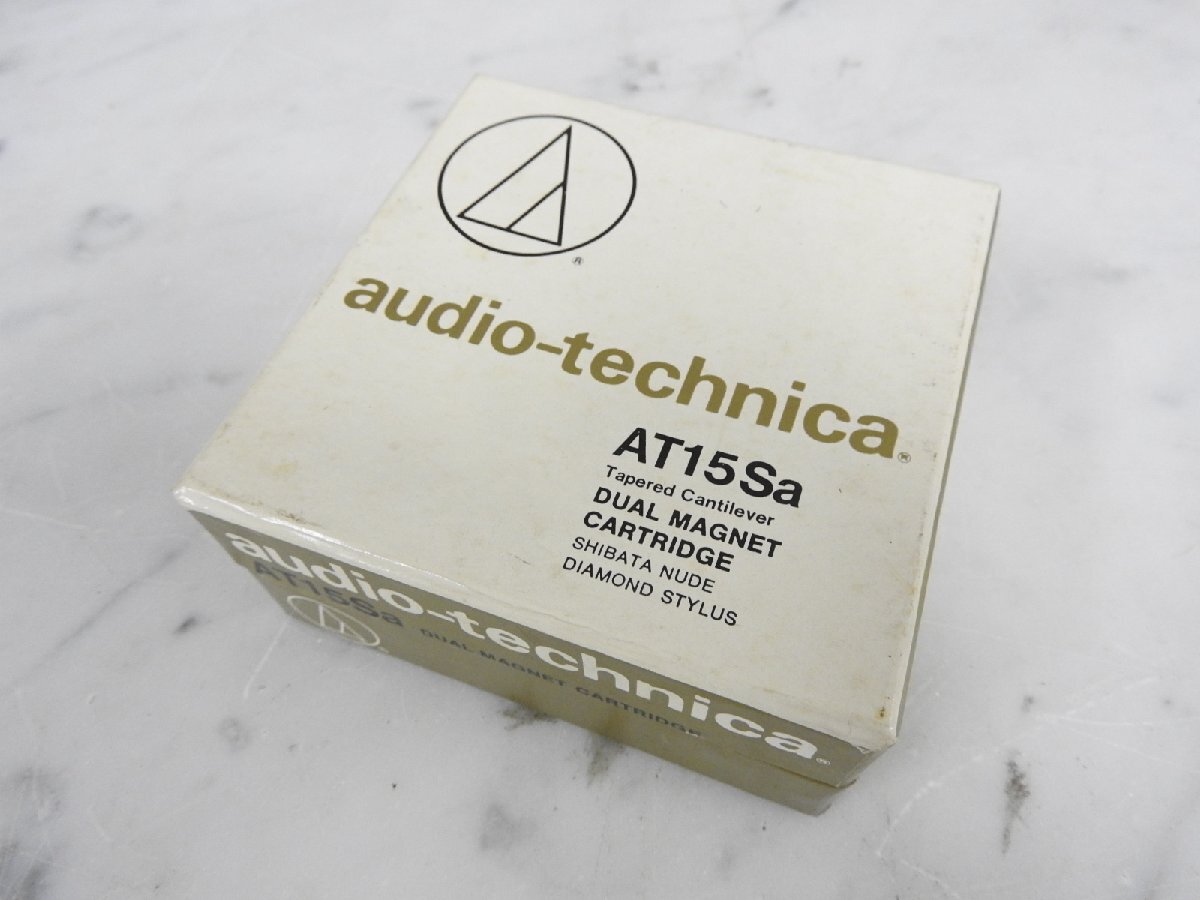 ®
audio-technica®
AT15Sa
Tapered Cantilever
DUAL MAGNET
CARTRIDGE
SHIBATA NUDE
DIAMOND STYLUS
audio-technica®
AT15Sa
DUAL MAGNET CARTRIDGE